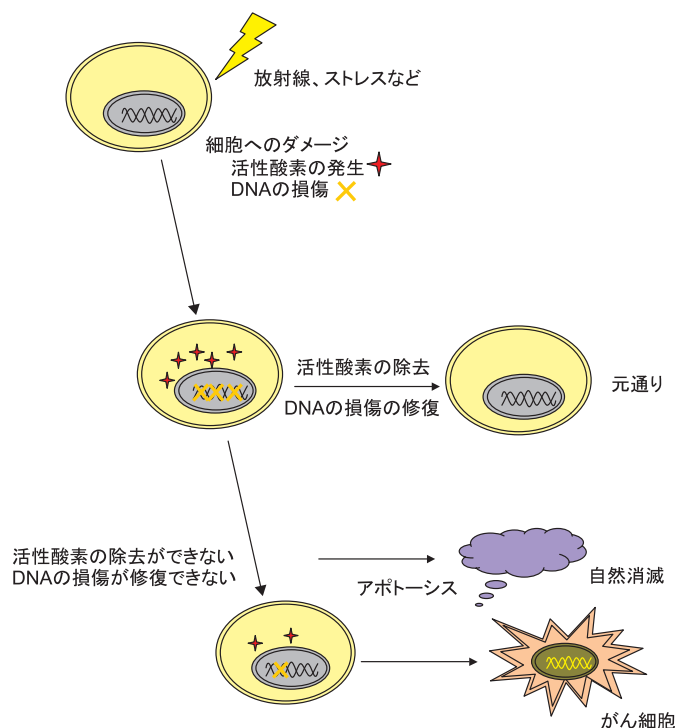 放射線、ストレスなど
細胞へのダメージ
活性酸素の発生
DNAの損傷
活性酸素の除去
DNAの損傷の修復
元通り
活性酸素の除去ができない
DNAの損傷が修復できない
アポトーシス
自然消滅
がん細胞